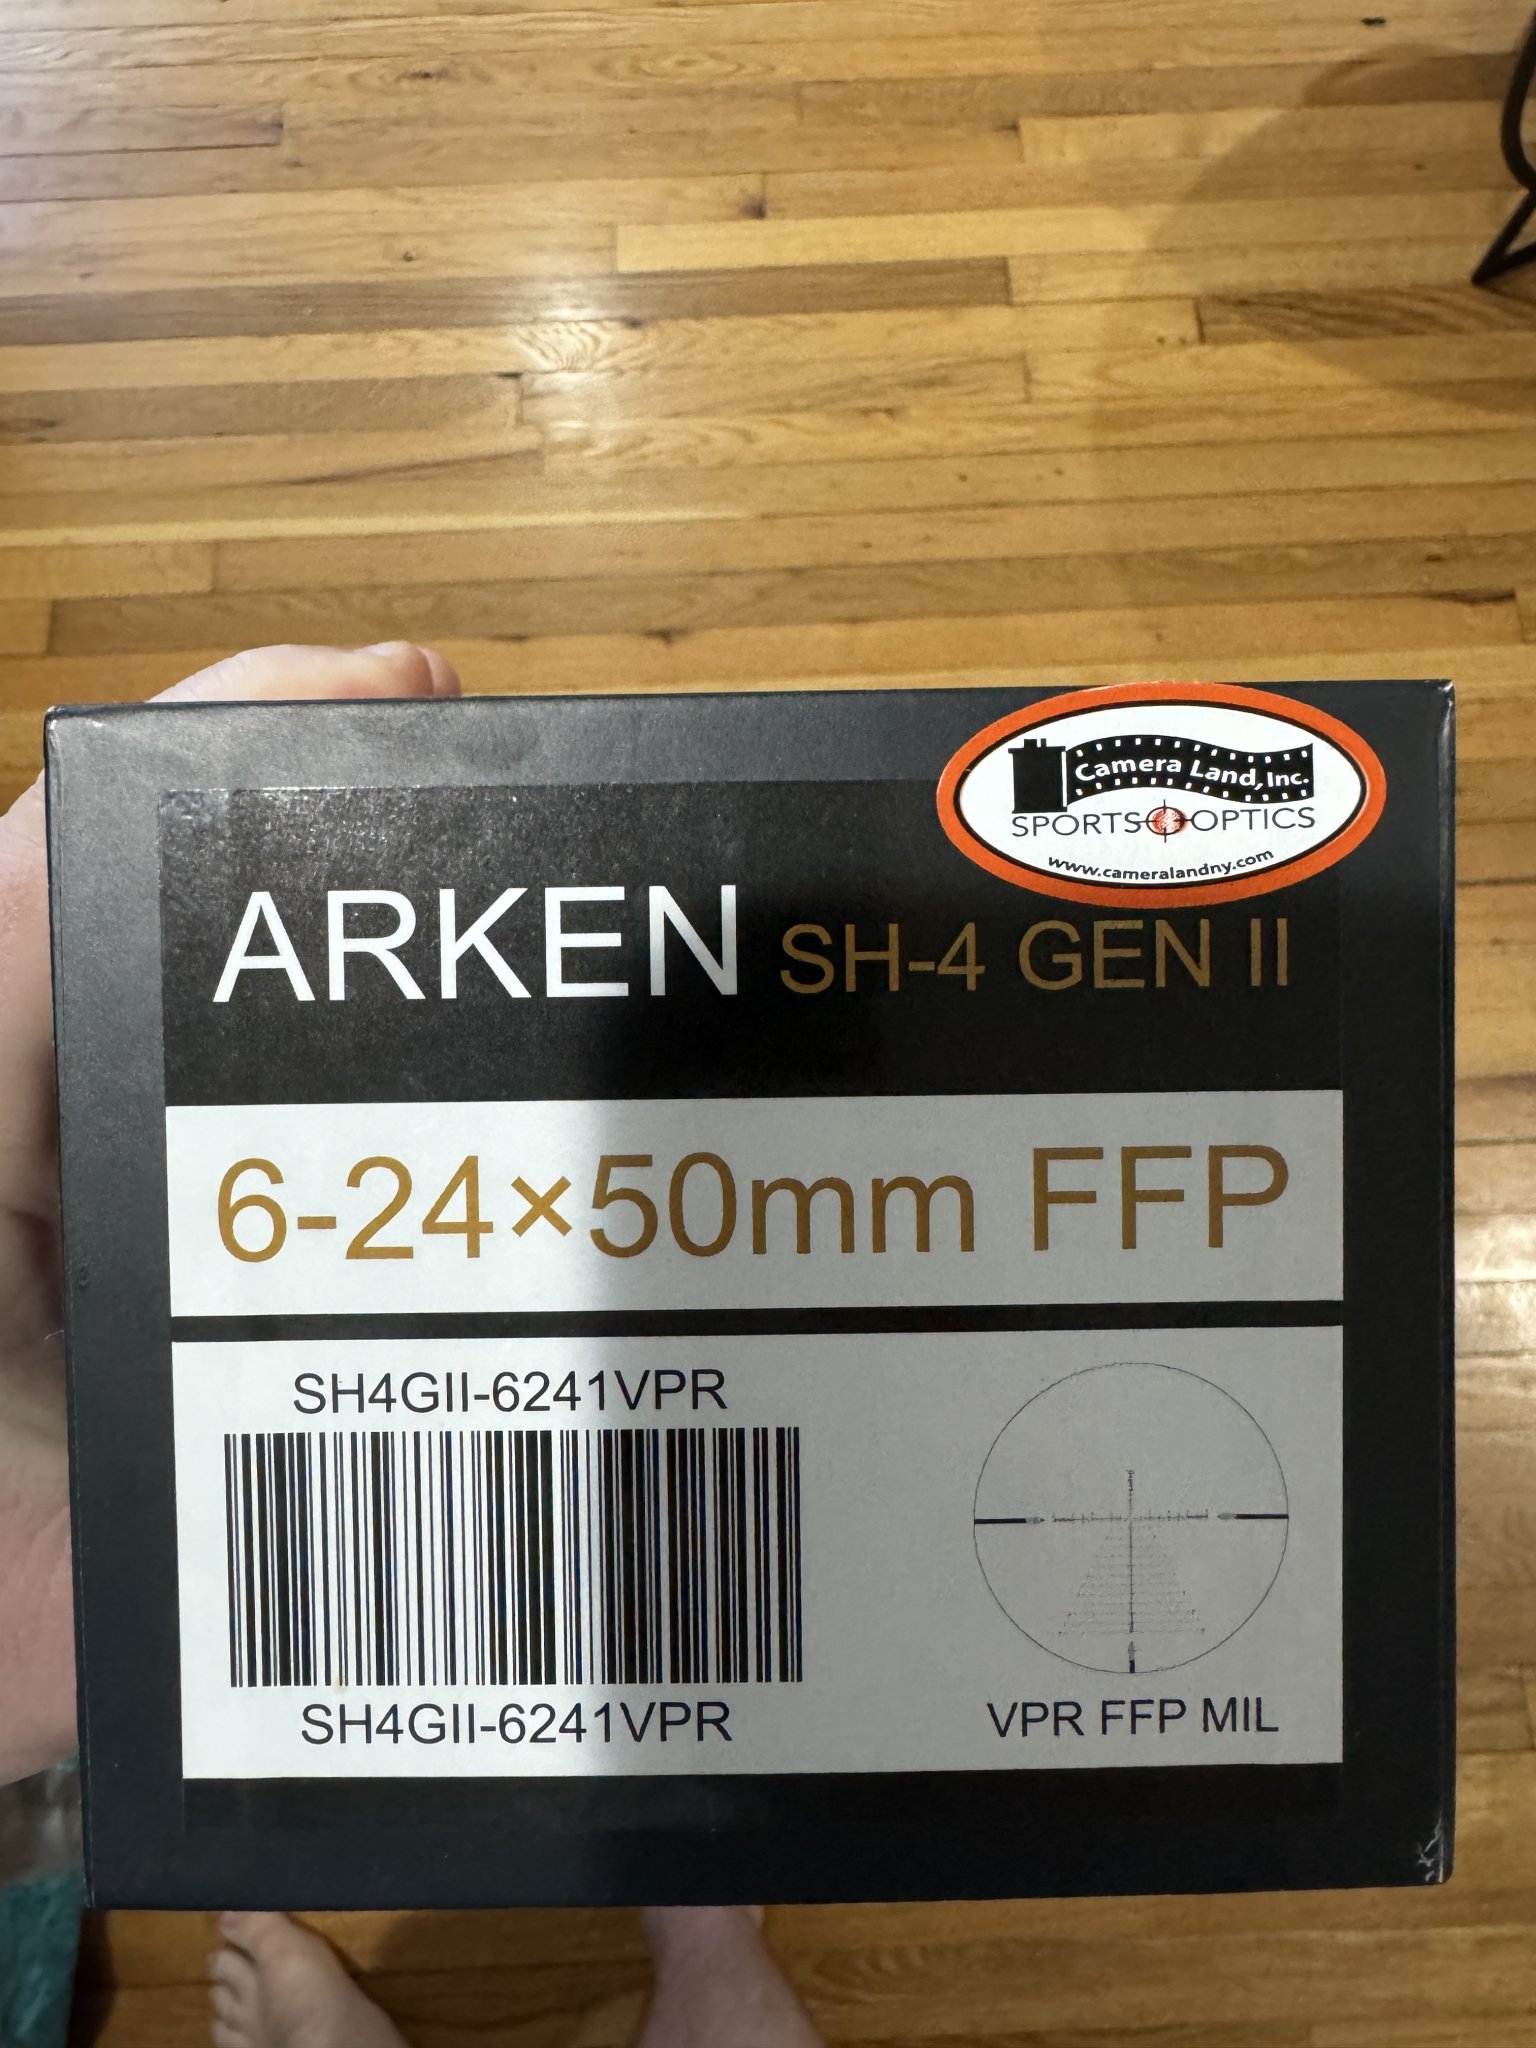 Camera Land, Inc.
SPORTS OPTICS
www.cameralandny.com
ARKEN SH-4 GEN II
6-24×50mm FFP
SH4GII-6241VPR
SH4GII-6241VPR
VPR FFP MIL